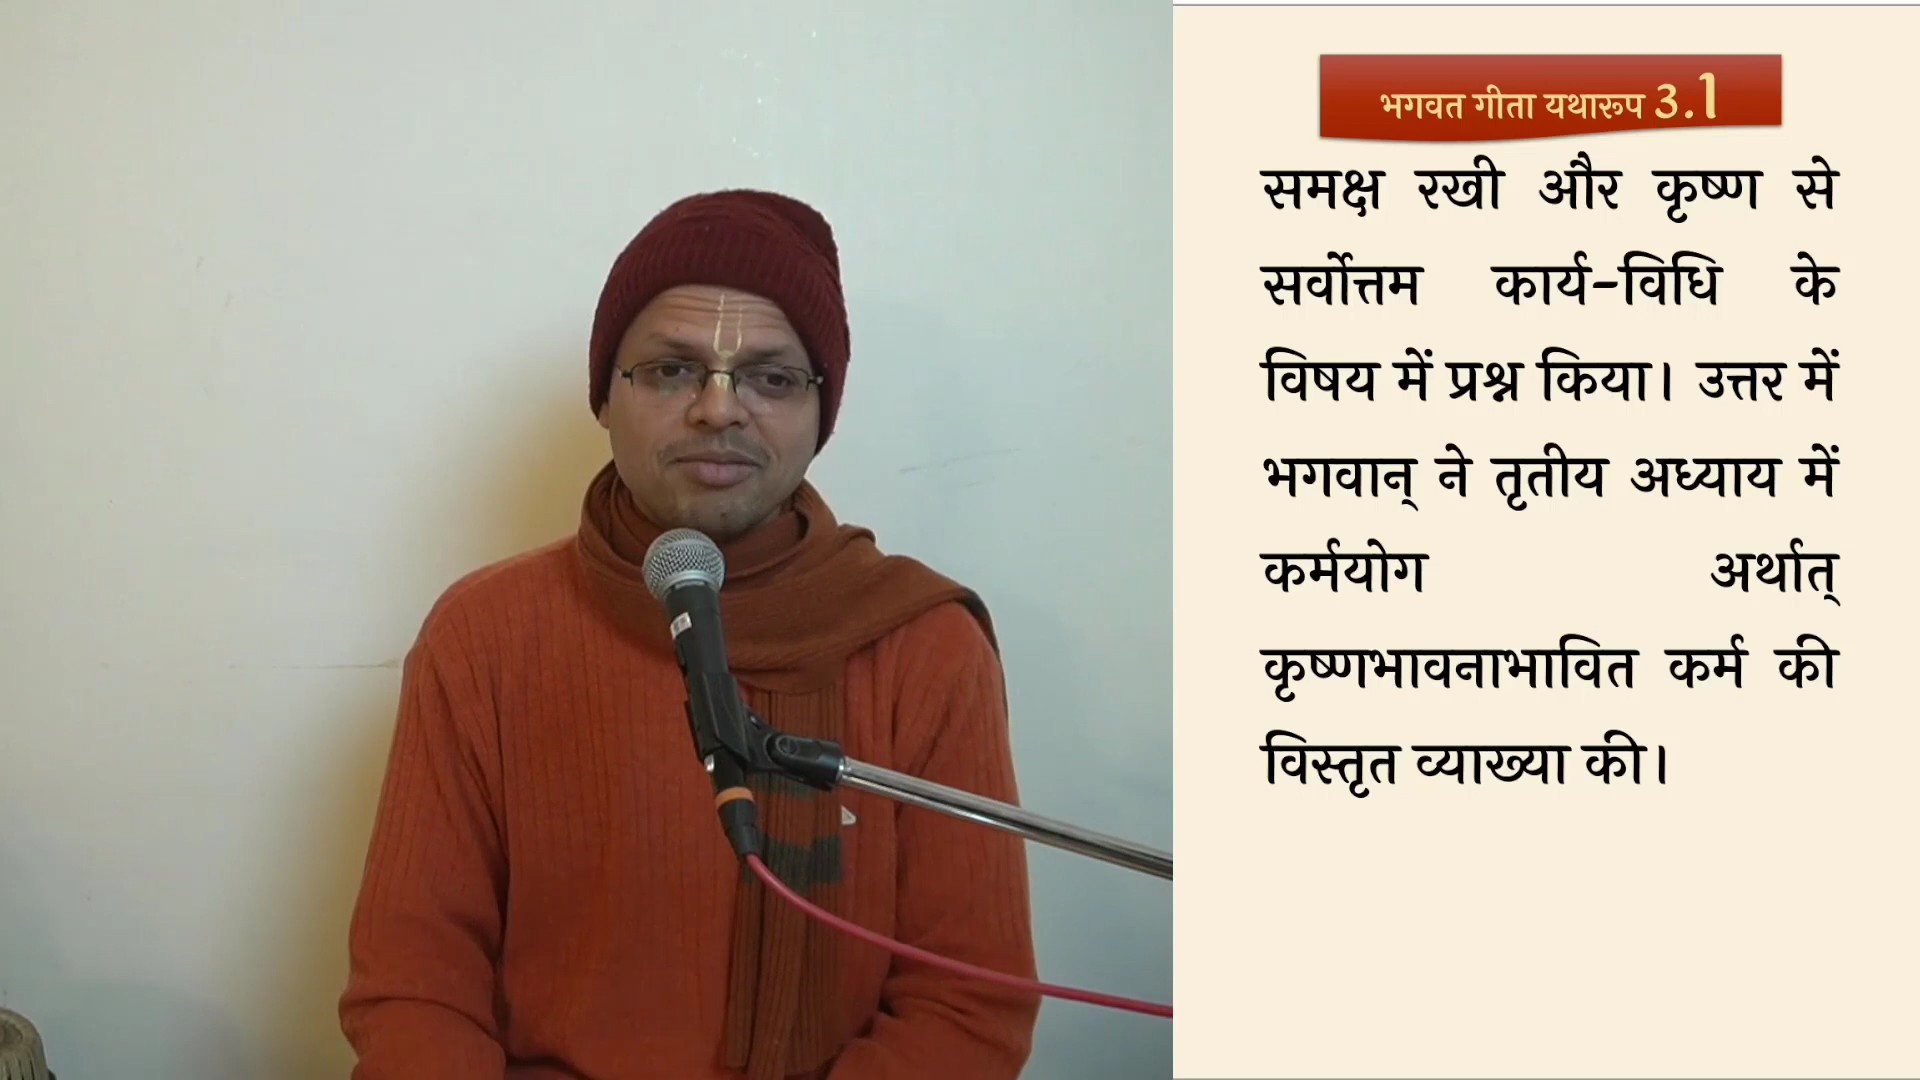 भगवत गीता यथारूप 3.1
समक्ष रखी और कृष्ण से
सर्वोत्तम कार्य-विधि के
विषय में प्रश्न किया। उत्तर में
भगवान् ने तृतीय अध्याय में
कर्मयोग अर्थात्
कृष्णभावनाभावित कर्म की
विस्तृत व्याख्या की।